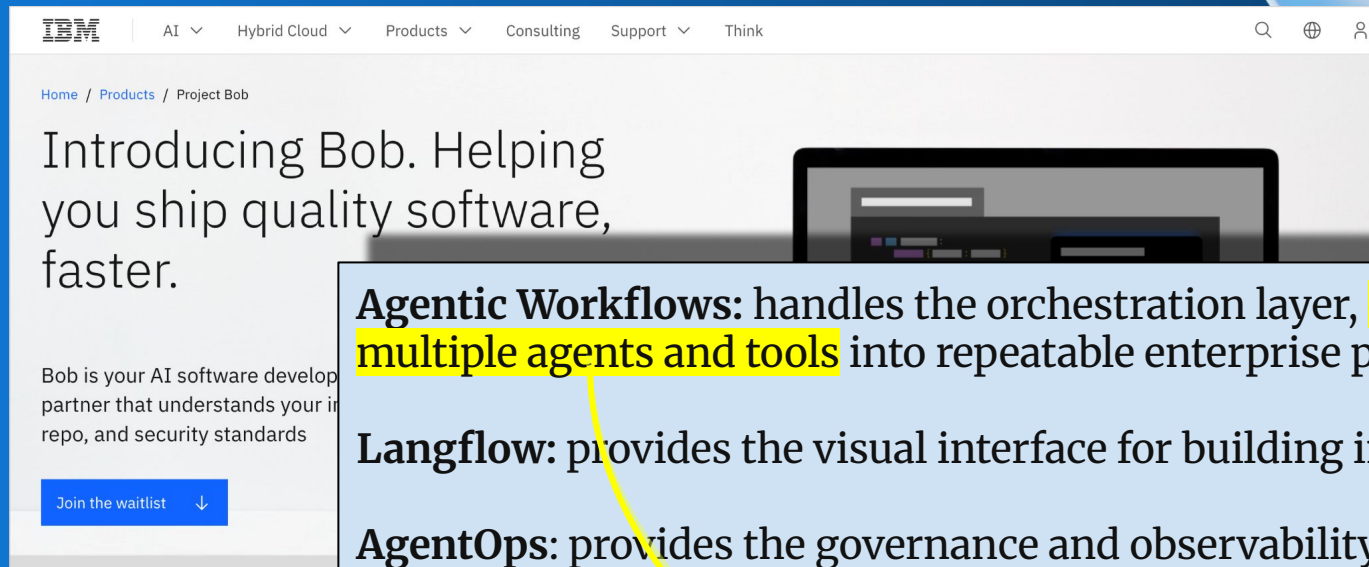 IBM
AI Hybrid Cloud Products Consulting Support Think
Home / Products / Project Bob
Introducing Bob. Helping
you ship quality software,
faster.
Bob is your AI software
partner that understands your
repo, and security standards
Join the waitlist
Agentic Workflows: handles the orchestration layer,
multiple agents and tools into repeatable enterprise
Langflow: provides the visual interface for building
AgentOps: provides the governance and observability